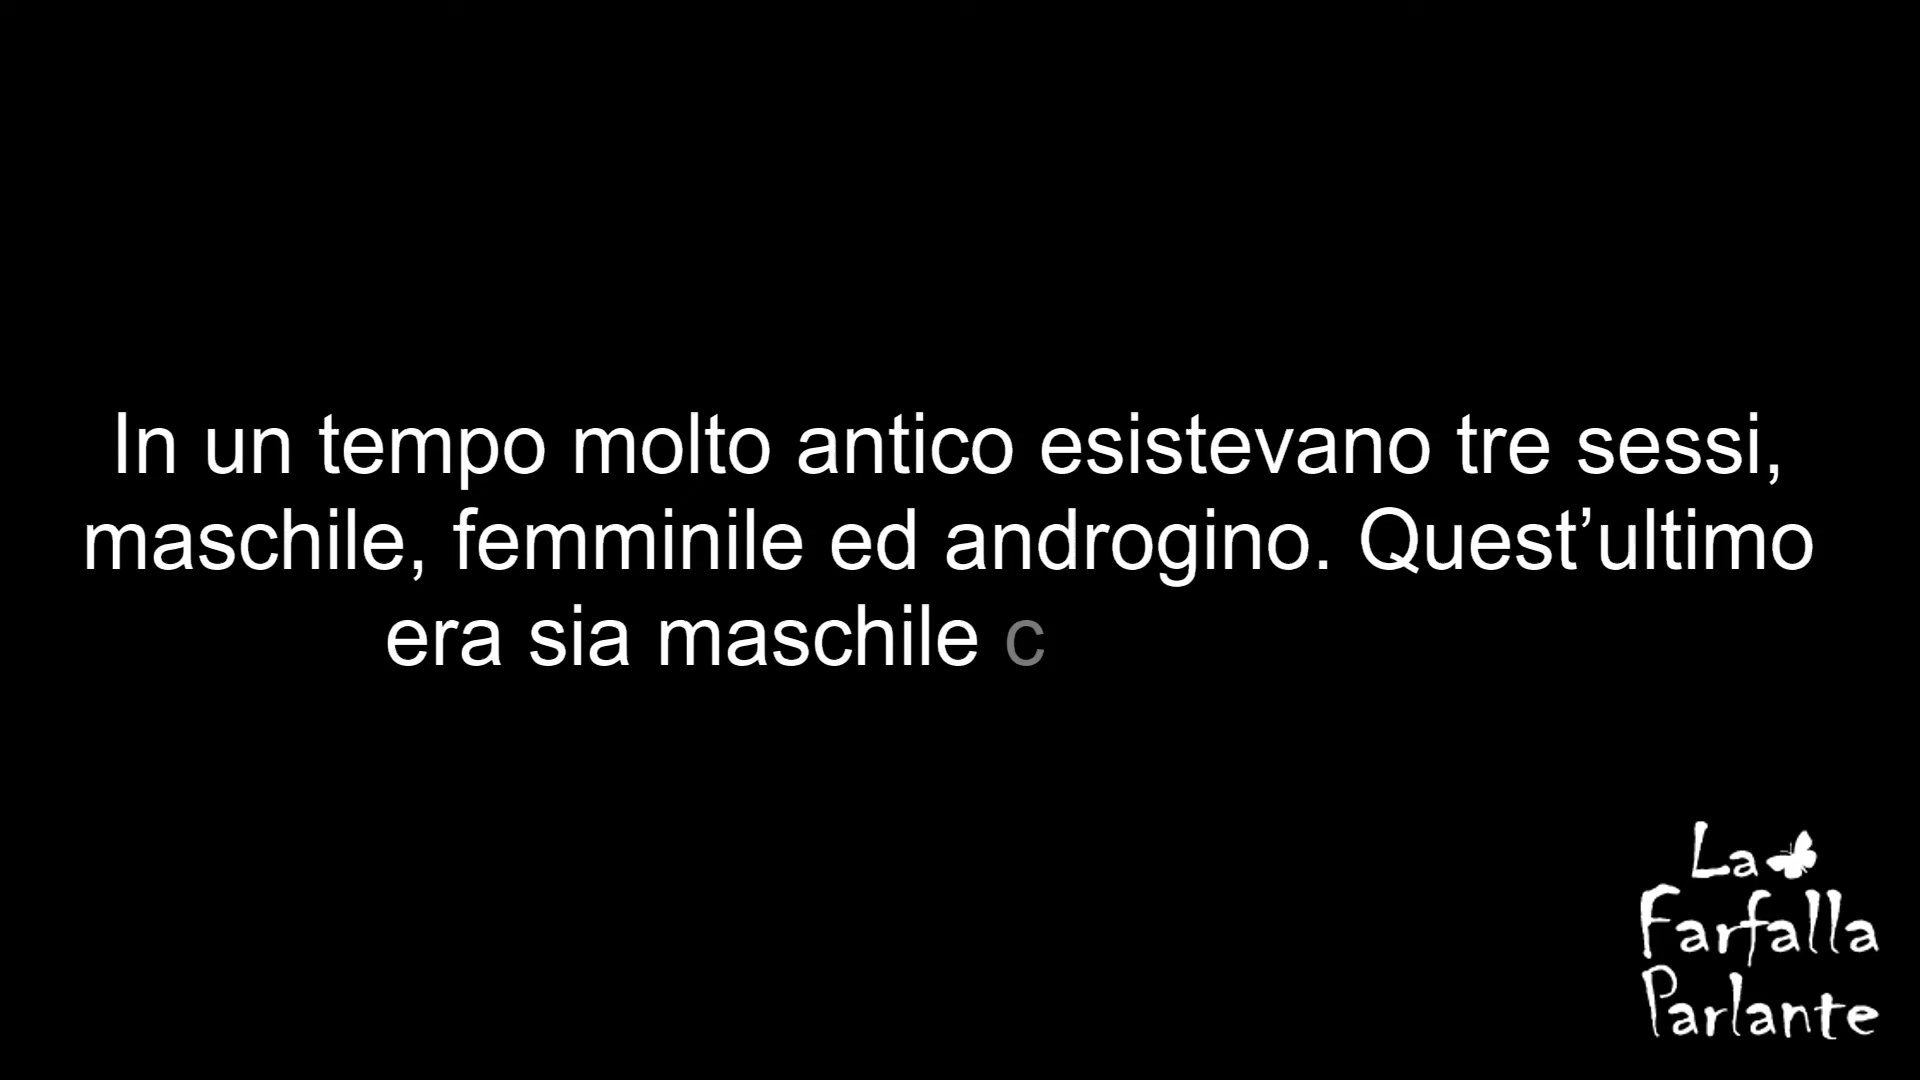 In un tempo molto antico esistevano tre sessi,
maschile, femminile ed androgino. Quest’ultimo
era sia maschile c
La
Farfalla
Parlante